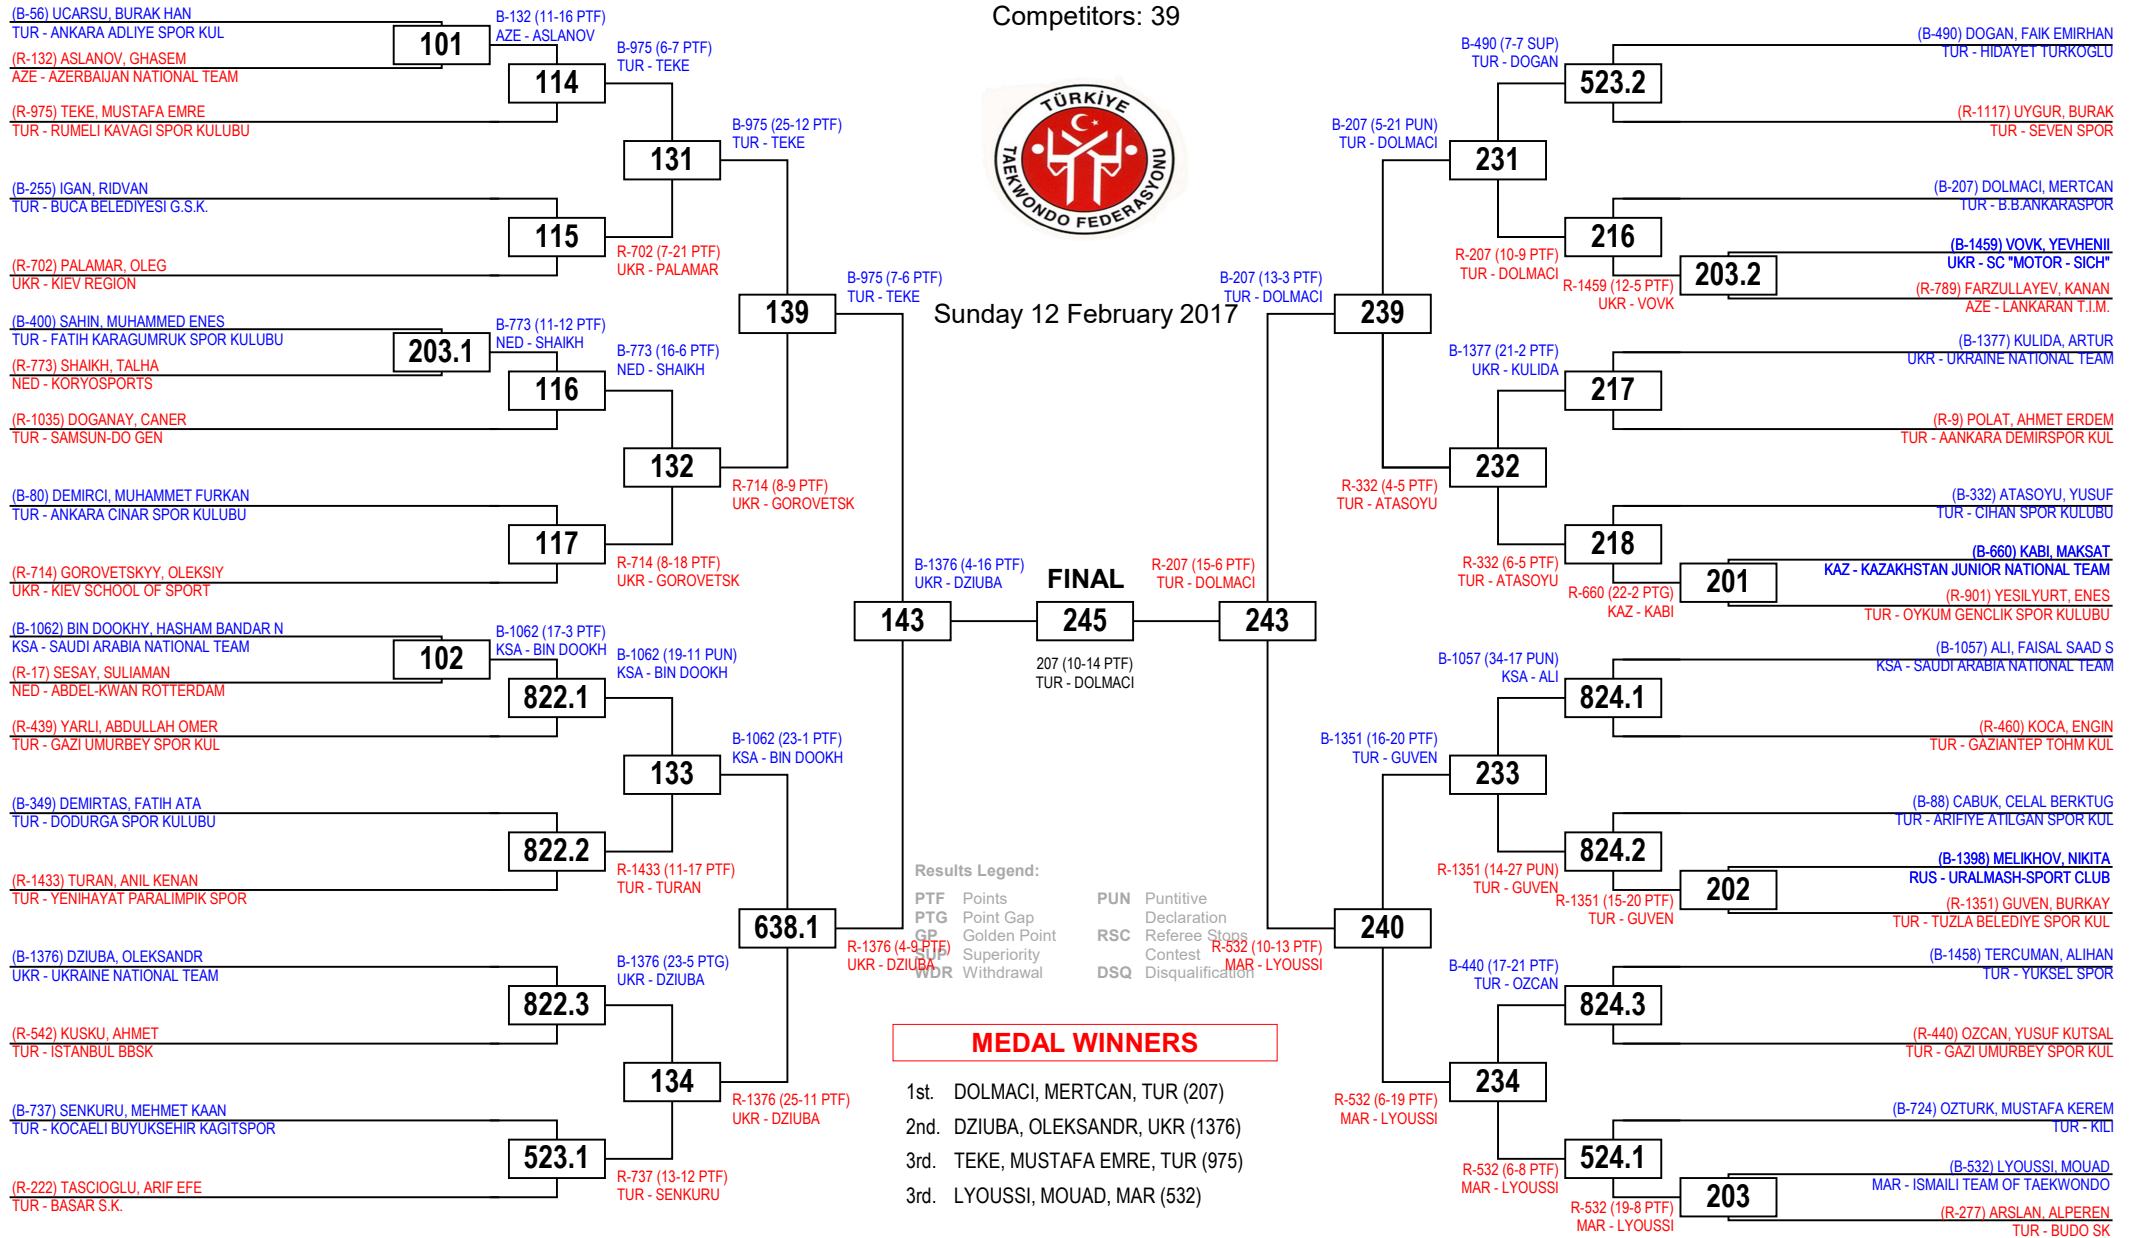 Competitors: 39
TÜRKİYE
TAEKWONDO FEDERASYONU
Sunday 12 February 2017
(B-56) UCARSU, BURAK HAN
TUR - ANKARA ADLIYE SPOR KUL
(R-132) ASLANOV, GHASEM
AZE - AZERBAIJAN NATIONAL TEAM
(R-975) TEKE, MUSTAFA EMRE
TUR - RUMELI KAVAGI SPOR KULUBU
(B-255) IGAN, RIDVAN
TUR - BUCA BELEDIYESI G.S.K.
(R-702) PALAMAR, OLEG
UKR - KIEV REGION
(B-400) SAHIN, MUHAMMED ENES
TUR - FATIH KARAGUMRUK SPOR KULUBU
(R-773) SHAIKH, TALHA
NED - KORYOSPORTS
(R-1035) DOGANAY, CANER
TUR - SAMSUN-DO GEN
(B-80) DEMIRCI, MUHAMMET FURKAN
TUR - ANKARA CINAR SPOR KULUBU
(R-714) GOROVETSKYY, OLEKSIY
UKR - KIEV SCHOOL OF SPORT
(B-1062) BIN DOOKHY, HASHAM BANDAR N
KSA - SAUDI ARABIA NATIONAL TEAM
(R-17) SESAY, SULIAMAN
NED - ABDEL-KWAN ROTTERDAM
(R-439) YARLI, ABDULLAH OMER
TUR - GAZI UMURBEY SPOR KUL
(B-349) DEMIRTAS, FATIH ATA
TUR - DODURGA SPOR KULUBU
(R-1433) TURAN, ANIL KENAN
TUR - YENIHAYAT PARALIMPIK SPOR
(B-1376) DZIUBA, OLEKSANDR
UKR - UKRAINE NATIONAL TEAM
(R-542) KUSKU, AHMET
TUR - ISTANBUL BBSK
(B-737) SENKURU, MEHMET KAAN
TUR - KOCAELI BUYUKSEHIR KAGITSPOR
(R-222) TASCIOGLU, ARIF EFE
TUR - BASAR S.K.
101
203.1
102
B-132 (11-16 PTF)
AZE - ASLANOV
114
115
B-773 (11-12 PTF)
NED - SHAIKH
116
117
B-1062 (17-3 PTF)
KSA - BIN DOOKH
822.1
822.2
822.3
523.1
B-975 (6-7 PTF)
TUR - TEKE
131
R-702 (7-21 PTF)
UKR - PALAMAR
B-773 (16-6 PTF)
NED - SHAIKH
132
R-714 (8-18 PTF)
UKR - GOROVETSK
B-1062 (19-11 PUN)
KSA - BIN DOOKH
133
R-1433 (11-17 PTF)
TUR - TURAN
B-1376 (23-5 PTG)
UKR - DZIUBA
134
R-737 (13-12 PTF)
TUR - SENKURU
B-975 (25-12 PTF)
TUR - TEKE
139
R-714 (8-9 PTF)
UKR - GOROVETSK
B-1062 (23-1 PTF)
KSA - BIN DOOKH
638.1
R-1376 (25-11 PTF)
UKR - DZIUBA
B-975 (7-6 PTF)
TUR - TEKE
143
R-1376 (4-9 PTF)
UKR - DZIUBA
B-1376 (4-16 PTF)
UKR - DZIUBA
FINAL
245
207 (10-14 PTF)
TUR - DOLMACI
R-207 (15-6 PTF)
TUR - DOLMACI
243
B-207 (13-3 PTF)
TUR - DOLMACI
R-532 (10-13 PTF)
MAR - LYOUSSI
239
240
B-207 (5-21 PUN)
TUR - DOLMACI
R-332 (4-5 PTF)
TUR - ATASOYU
B-1351 (16-20 PTF)
TUR - GUVEN
R-532 (6-19 PTF)
MAR - LYOUSSI
231
232
233
234
B-490 (7-7 SUP)
TUR - DOGAN
R-207 (10-9 PTF)
TUR - DOLMACI
B-1377 (21-2 PTF)
UKR - KULIDA
R-332 (6-5 PTF)
TUR - ATASOYU
B-1057 (34-17 PUN)
KSA - ALI
R-1351 (14-27 PUN)
TUR - GUVEN
B-440 (17-21 PTF)
TUR - OZCAN
R-532 (6-8 PTF)
MAR - LYOUSSI
523.2
216
217
218
824.1
824.2
824.3
524.1
R-1459 (12-5 PTF)
UKR - VOVK
203.2
R-660 (22-2 PTG)
KAZ - KABI
201
R-1351 (15-20 PTF)
TUR - GUVEN
202
R-532 (19-8 PTF)
MAR - LYOUSSI
203
(B-490) DOGAN, FAIK EMIRHAN
TUR - HIDAYET TURKOGLU
(R-1117) UYGUR, BURAK
TUR - SEVEN SPOR
(B-207) DOLMACI, MERTCAN
TUR - B.B.ANKARASPOR
(B-1459) VOVK, YEVHENII
UKR - SC "MOTOR - SICH"
(R-789) FARZULLAYEV, KANAN
AZE - LANKARAN T.I.M.
(B-1377) KULIDA, ARTUR
UKR - UKRAINE NATIONAL TEAM
(R-9) POLAT, AHMET ERDEM
TUR - AANKARA DEMIRSPOR KUL
(B-332) ATASOYU, YUSUF
TUR - CIHAN SPOR KULUBU
(B-660) KABI, MAKSAT
KAZ - KAZAKHSTAN JUNIOR NATIONAL TEAM
(R-901) YESILYURT, ENES
TUR - OYKUM GENCLIK SPOR KULUBU
(B-1057) ALI, FAISAL SAAD S
KSA - SAUDI ARABIA NATIONAL TEAM
(R-460) KOCA, ENGIN
TUR - GAZIANTEP TOHM KUL
(B-88) CABUK, CELAL BERKTUG
TUR - ARIFIYE ATILGAN SPOR KUL
(B-1398) MELIKHOV, NIKITA
RUS - URALMASH-SPORT CLUB
(R-1351) GUVEN, BURKAY
TUR - TUZLA BELEDIYE SPOR KUL
(B-1458) TERCUMAN, ALIHAN
TUR - YUKSEL SPOR
(R-440) OZCAN, YUSUF KUTSAL
TUR - GAZI UMURBEY SPOR KUL
(B-724) OZTURK, MUSTAFA KEREM
TUR - KILI
(B-532) LYOUSSI, MOUAD
MAR - ISMAILI TEAM OF TAEKWONDO
(R-277) ARSLAN, ALPEREN
TUR - BUDO SK
Results Legend:
PTF Points
PTG Point Gap
GP Golden Point
SUP Superiority
WDR Withdrawal
PUN Puntitive
Declaration
RSC Referee Stops
Contest
DSQ Disqualification
MEDAL WINNERS
1st. DOLMACI, MERTCAN, TUR (207)
2nd. DZIUBA, OLEKSANDR, UKR (1376)
3rd. TEKE, MUSTAFA EMRE, TUR (975)
3rd. LYOUSSI, MOUAD, MAR (532)